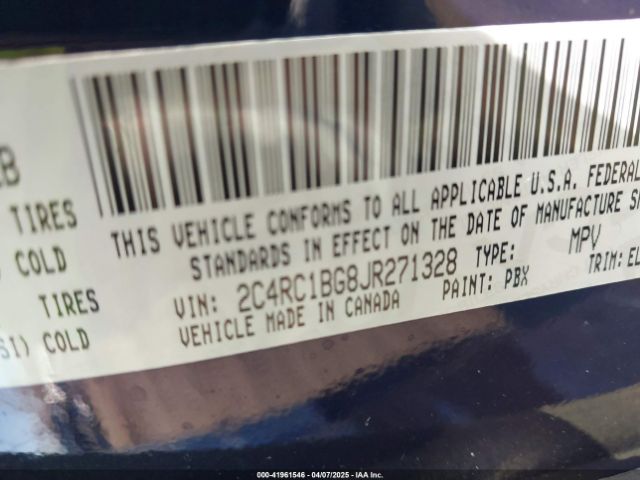 TIRES
COLD
TIRES
COLD
THIS VEHICLE CONFORMS TO ALL APPLICABLE U.S.A. FEDERAL
STANDARDS IN EFFECT ON THE DATE OF MANUFACTURE
VIN: 2C4RC1BG8JR271328 TYPE: MPV
VEHICLE MADE IN CANADA PAINT: PBX TRIM:
000-41961546 - 04/07/2025 - IAA Inc.